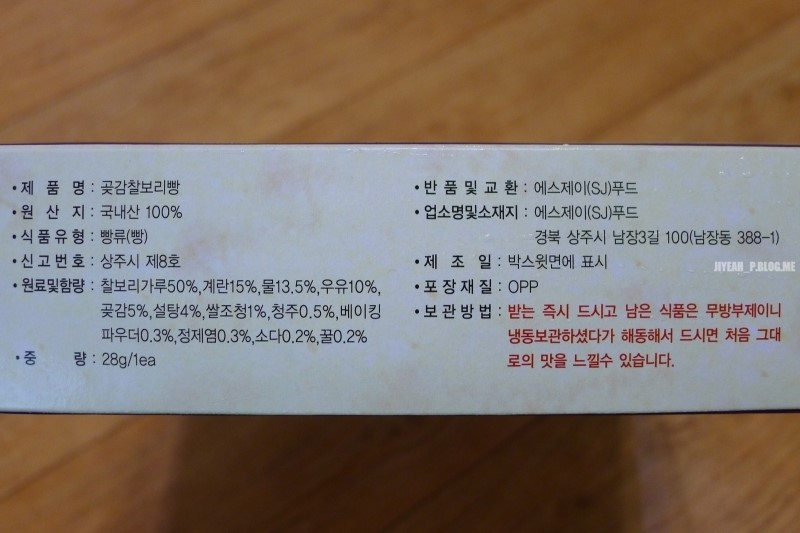 •제 품 명 : 곶감찰보리빵
•원 산 지 : 국내산 100%
•식품유형 : 빵류(빵)
•신고번호 : 상주시 제8호
•원료및함량 : 찰보리가루50%,계란15%,물13.5%,우유10%,
곶감5%,설탕4%,쌀조청1%,청주0.5%,베이킹
파우더0.3%,정제염0.3%,소다0.2%,꿀0.2%
•중 량 : 28g/1ea
•반 품 및 교 환 : 에스제이(SJ)푸드
•업소명및소재지 : 에스제이(SJ)푸드
경북 상주시 남장3길 100(남장동 388-1)
•제 조 일 : 박스윗면에 표시
•포장재질 : OPP
•보관방법 : 받는 즉시 드시고 남은 식품은 무방부제이니
냉동보관하셨다가 해동해서 드시면 처음 그대
로의 맛을 느낄수 있습니다.
JIYEAH_P.BLOG.ME